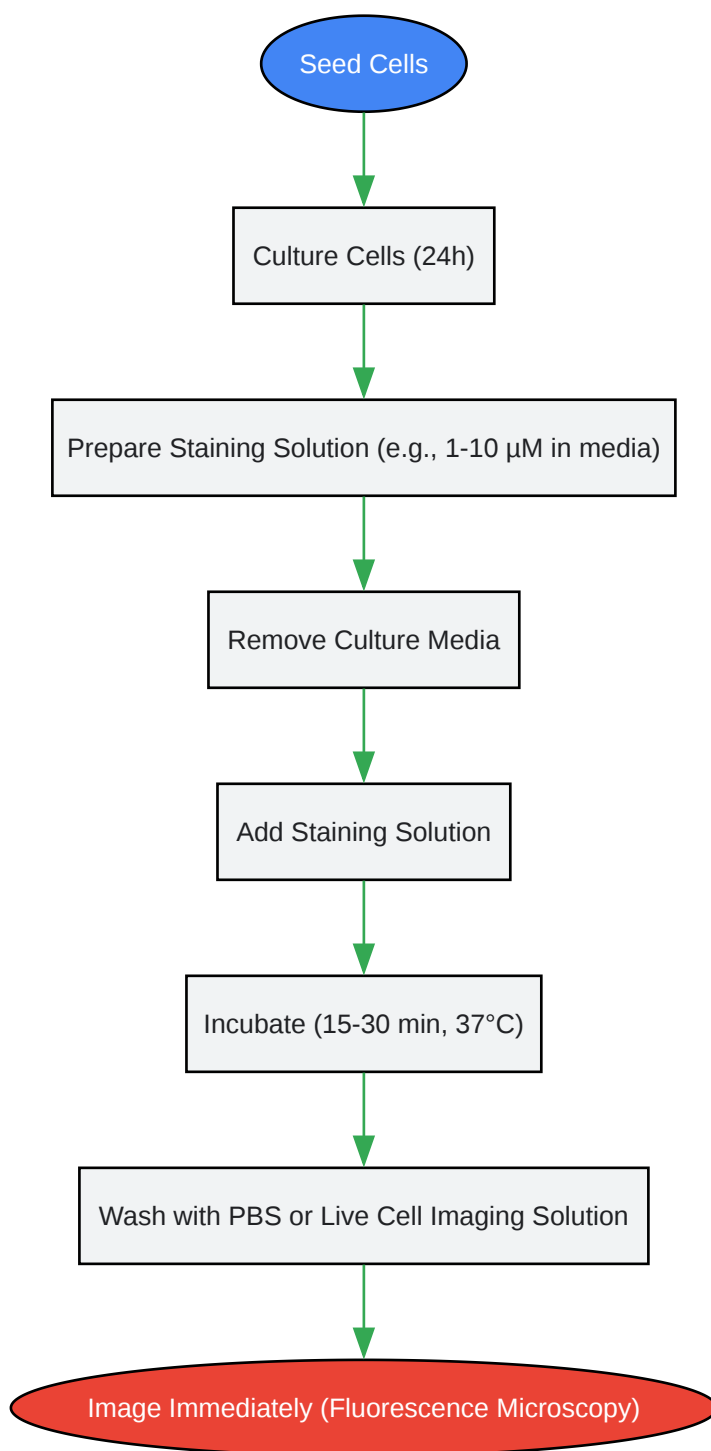 Seed Cells
Culture Cells (24h)
Prepare Staining Solution (e.g., 1-10 µM in media)
Remove Culture Media
Add Staining Solution
Incubate (15-30 min, 37°C)
Wash with PBS or Live Cell Imaging Solution
Image Immediately (Fluorescence Microscopy)